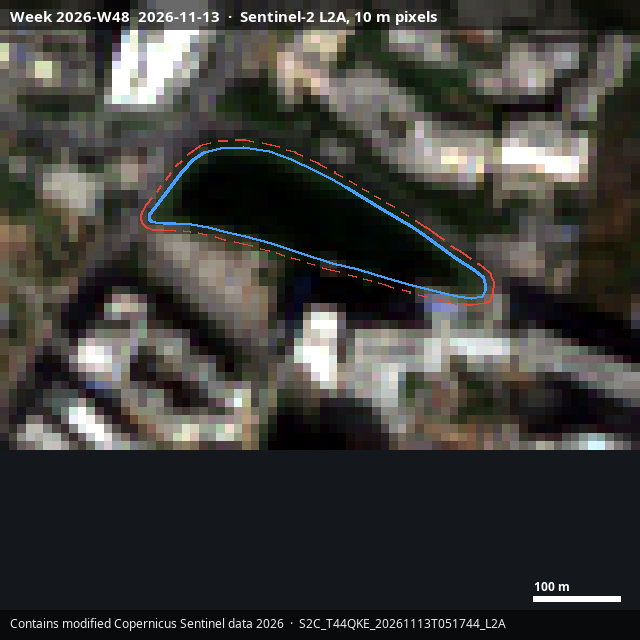 Week 2026-W48  2026-11-13  ·  Sentinel-2 L2A, 10 m pixels
100 m
Contains modified Copernicus Sentinel data 2026  ·  S2C_T44QKE_20261113T051744_L2A